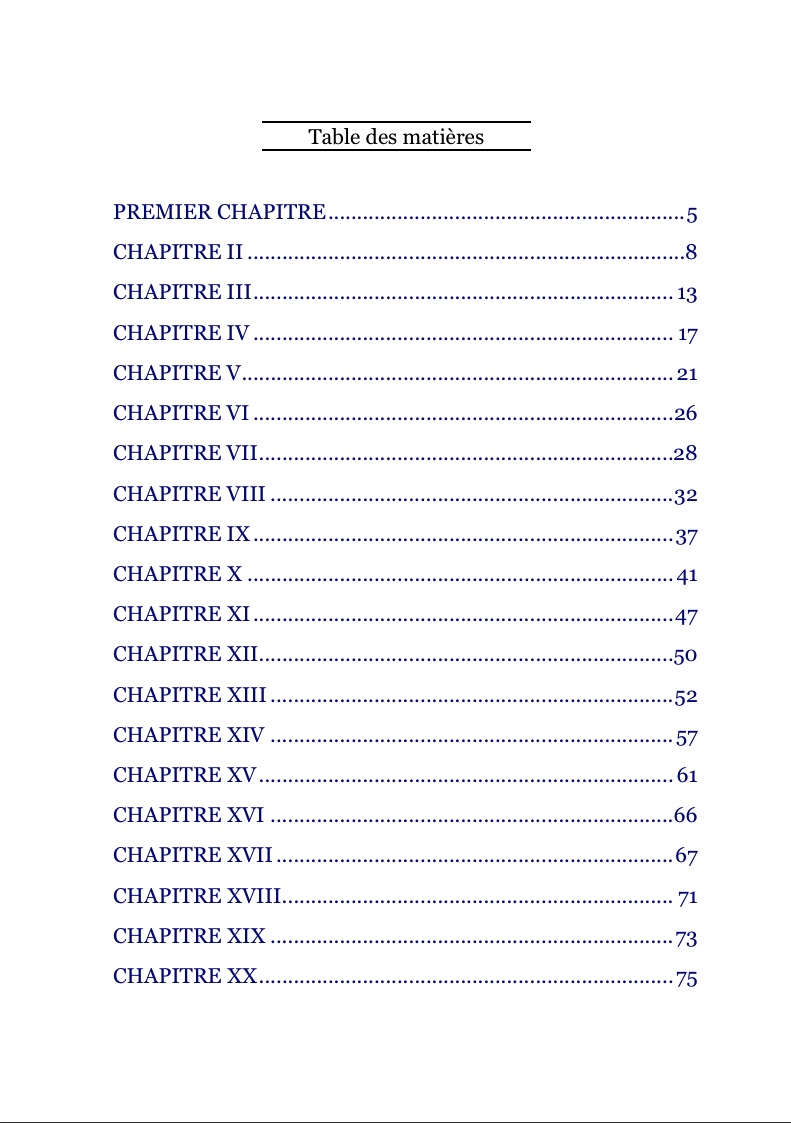 Table des matières
PREMIER CHAPITRE..............................................................5
CHAPITRE II ............................................................................8
CHAPITRE III......................................................................... 13
CHAPITRE IV ......................................................................... 17
CHAPITRE V........................................................................... 21
CHAPITRE VI .........................................................................26
CHAPITRE VII........................................................................28
CHAPITRE VIII ......................................................................32
CHAPITRE IX .........................................................................37
CHAPITRE X .......................................................................... 41
CHAPITRE XI .........................................................................47
CHAPITRE XII........................................................................50
CHAPITRE XIII ......................................................................52
CHAPITRE XIV ......................................................................57
CHAPITRE XV........................................................................ 61
CHAPITRE XVI ......................................................................66
CHAPITRE XVII .....................................................................67
CHAPITRE XVIII.................................................................... 71
CHAPITRE XIX ......................................................................73
CHAPITRE XX.........................................................................75